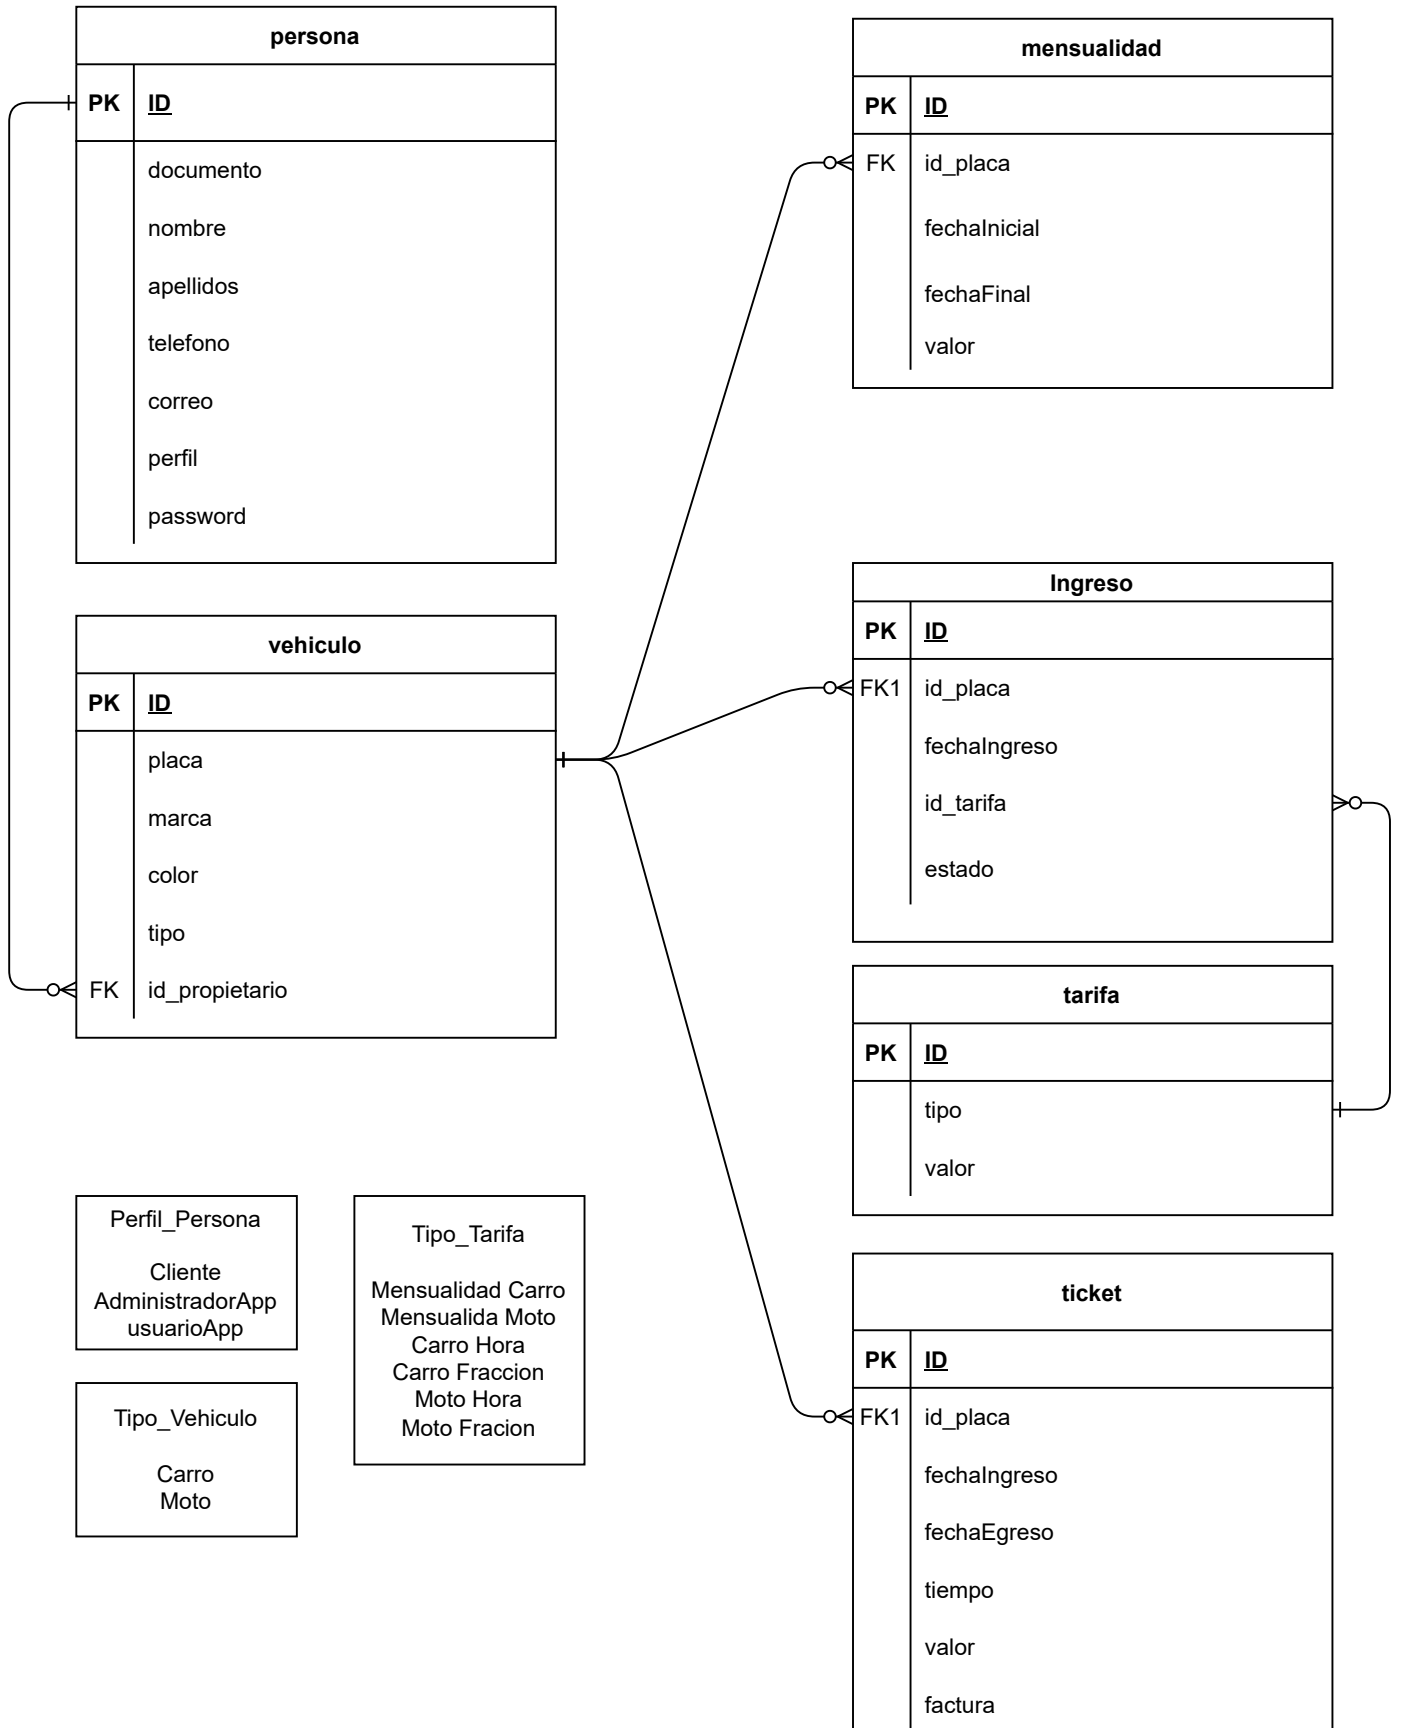 persona
PK ID
documento
nombre
apellidos
telefono
correo
perfil
password
vehiculo
PK ID
placa
marca
color
tipo
FK id_propietario
mensualidad
PK ID
FK id_placa
fechaInicial
fechaFinal
valor
Ingreso
PK ID
FK1 id_placa
fechaIngreso
id_tarifa
estado
tarifa
PK ID
tipo
valor
ticket
PK ID
FK1 id_placa
fechaIngreso
fechaEgreso
tiempo
valor
factura
Perfil_Persona
Cliente
AdministradorApp
usuarioApp
Tipo_Vehiculo
Carro
Moto
Tipo_Tarifa
Mensualidad Carro
Mensualida Moto
Carro Hora
Carro Fraccion
Moto Hora
Moto Fracion